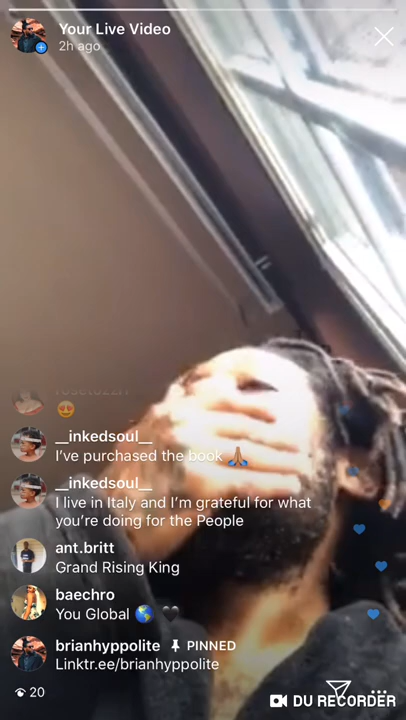 Your Live Video
2h ago
__inkedsoul__
I've purchased the book 🙏🏽
__inkedsoul__
I live in Italy and I'm grateful for what
you're doing for the People
ant.britt
Grand Rising King
baechro
You Global 🌎 🖤
brianhyppolite 📌 PINNED
Linktr.ee/brianhyppolite
20
DU RECORDER